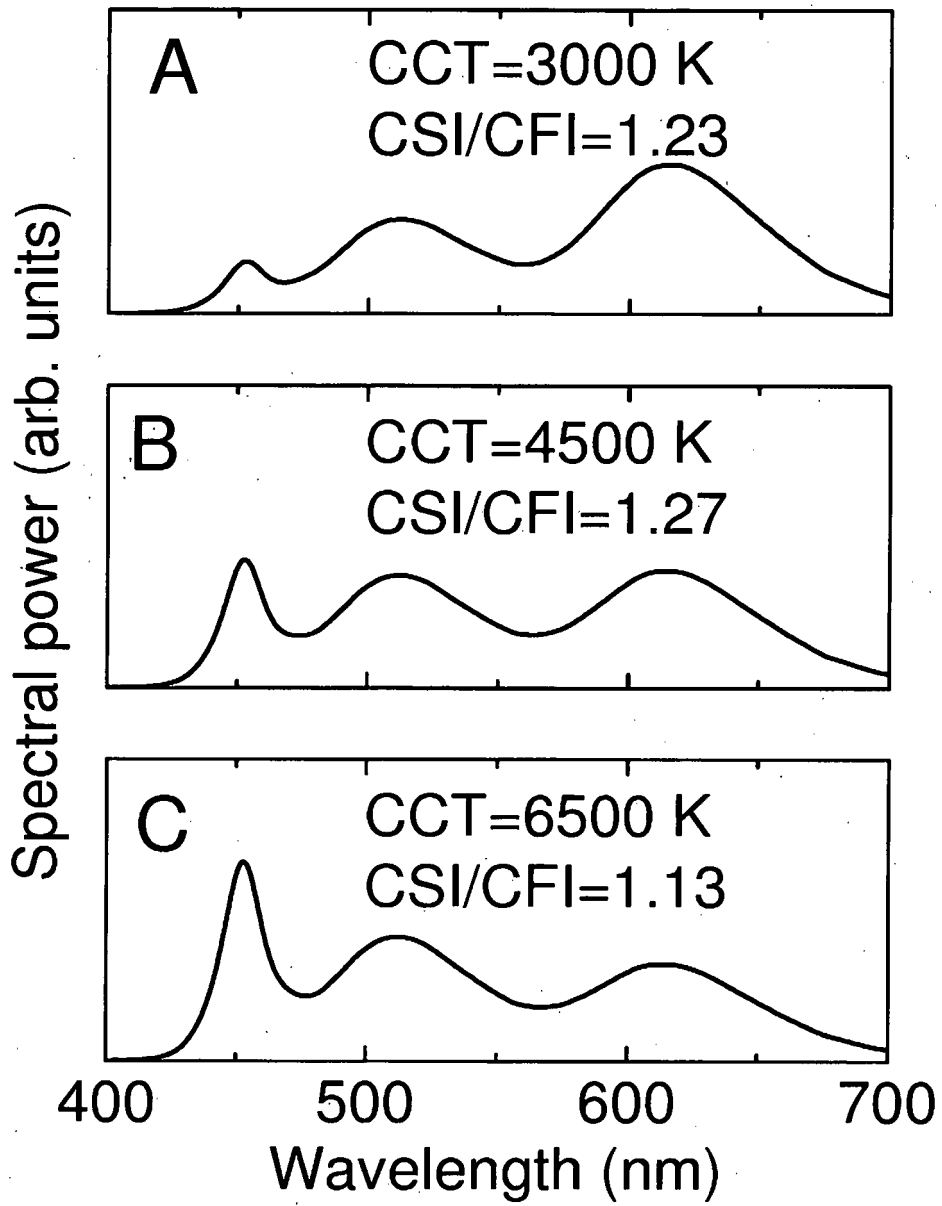 A
CCT=3000 K
CSI/CFI=1.23
B
CCT=4500 K
CSI/CFI=1.27
C
CCT=6500 K
CSI/CFI=1.13
Spectral power (arb. units)
400 500 600 700
Wavelength (nm)